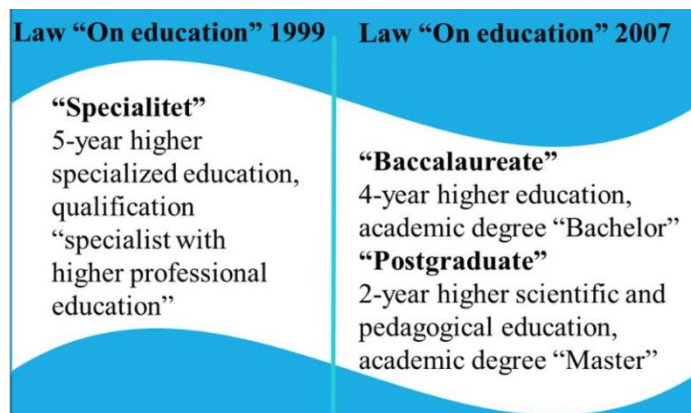 Law “On education” 1999
“Specialitet”
5-year higher
specialized education,
qualification
“specialist with
higher professional
education”
Law “On education” 2007
“Baccalaureate”
4-year higher education,
academic degree “Bachelor”
“Postgraduate”
2-year higher scientific and
pedagogical education,
academic degree “Master”